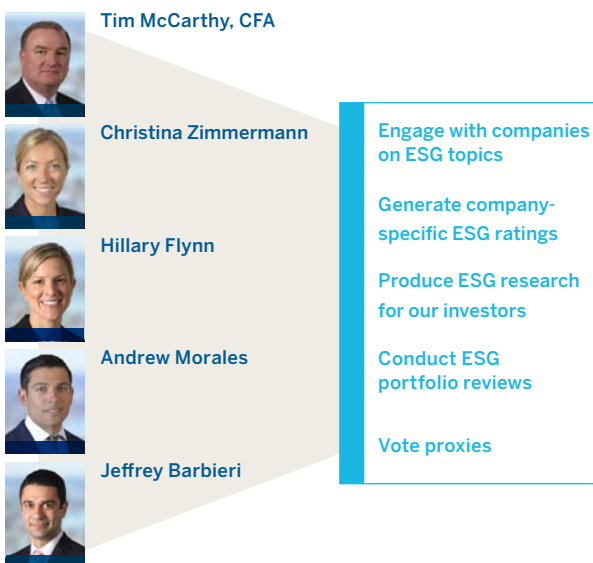 Tim McCarthy, CFA
Christina Zimmermann
Hillary Flynn
Andrew Morales
Jeffrey Barbieri
Engage with companies
on ESG topics
Generate company-
specific ESG ratings
Produce ESG research
for our investors
Conduct ESG
portfolio reviews
Vote proxies